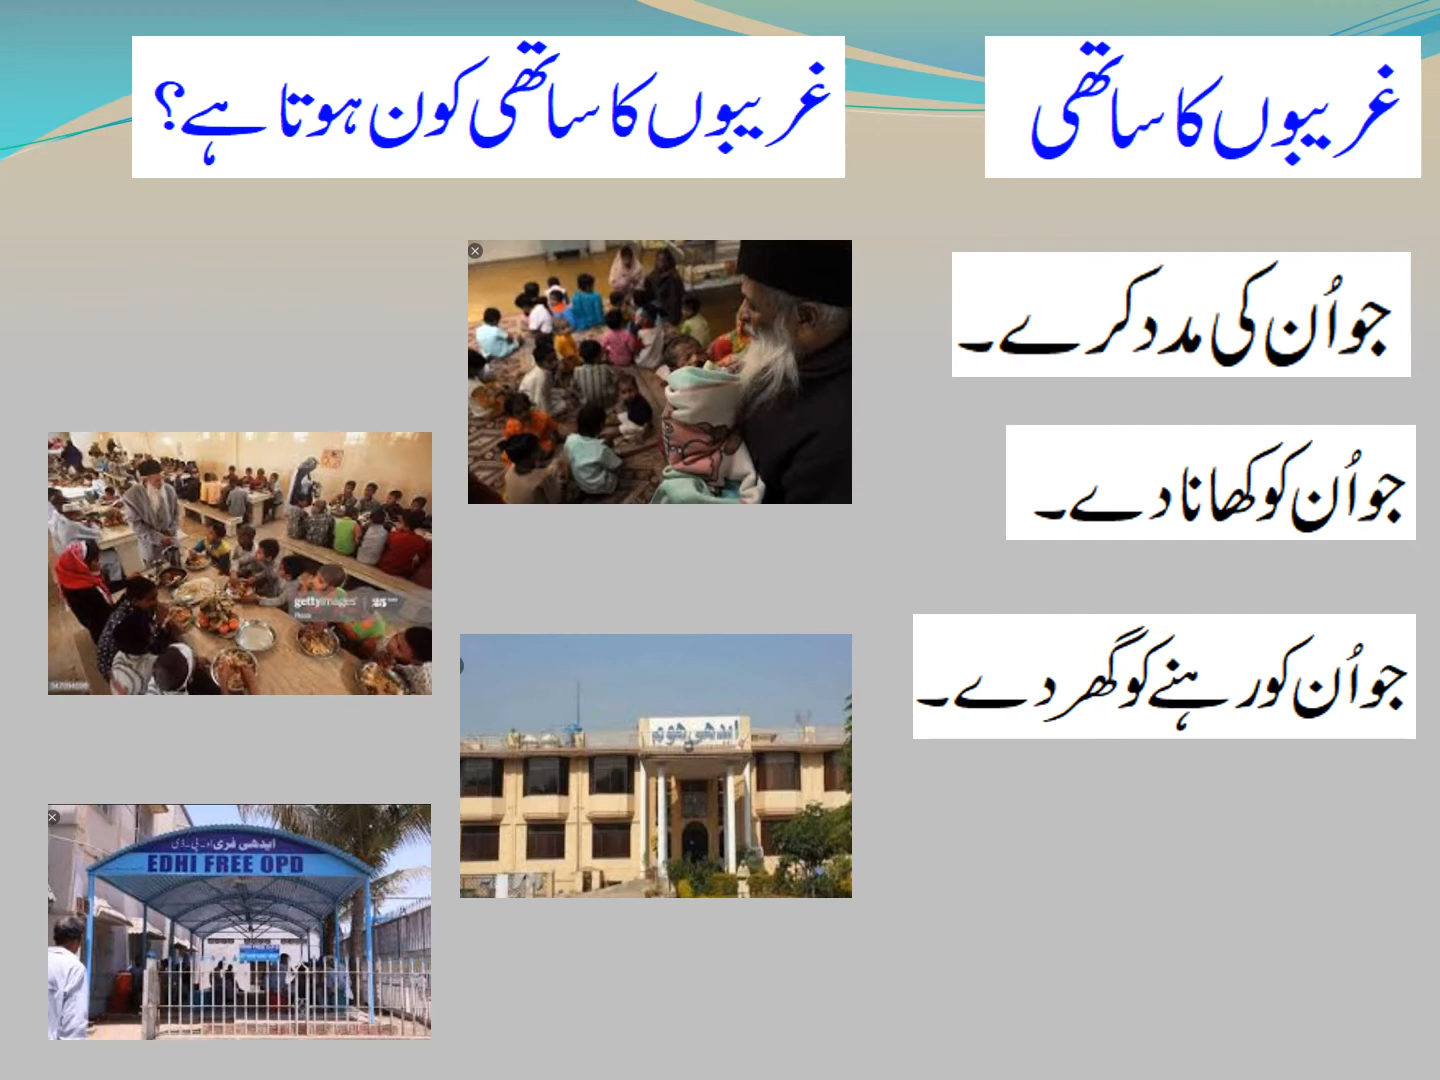 غریبوں کا ساتھی
غریبوں کا ساتھی کون ہوتا ہے؟
جو اُن کی مدد کرے۔
جو اُن کو کھانا دے۔
جو اُن کو رہنے کو گھر دے۔
gettyimages
ایدھی ہوم
ایدھی فری او۔پی۔ڈی
EDHI FREE OPD